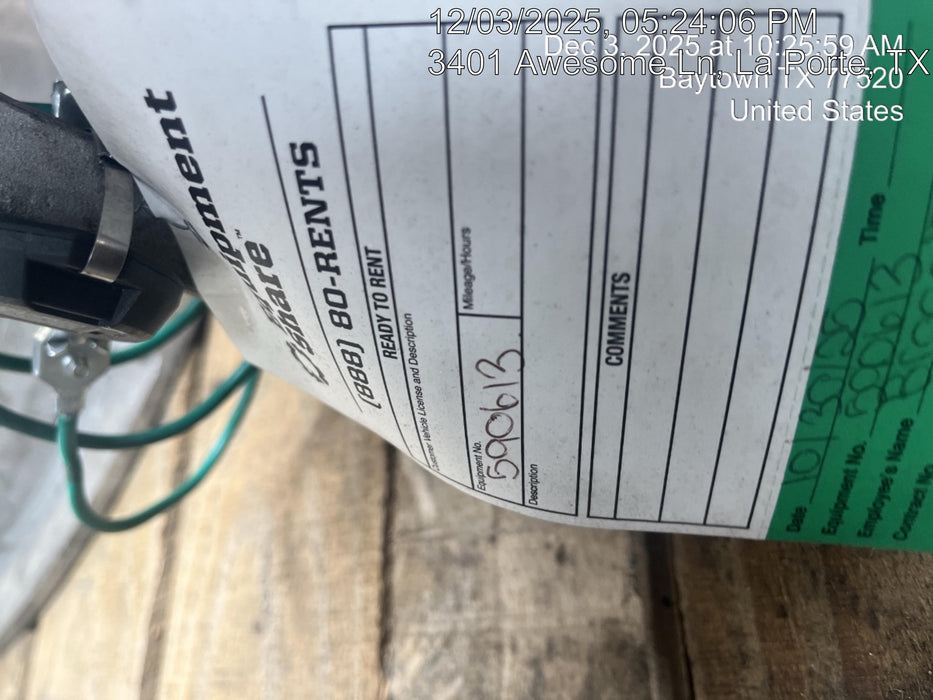 12/03/2025, 05:24:06 PM
3401 Awesome Ln, La Porte, TX
Dec 3, 2025 at 10:25:59 AM
Baytown TX 77520
United States
Equipment
Share™
(888) 80-RENTS
READY TO RENT
Customer Vehicle License and Description
Equipment No.
590613
Mileage/Hours
Description
COMMENTS
Date
Time
Equipment No.
590613
Employee's Name
Contract No